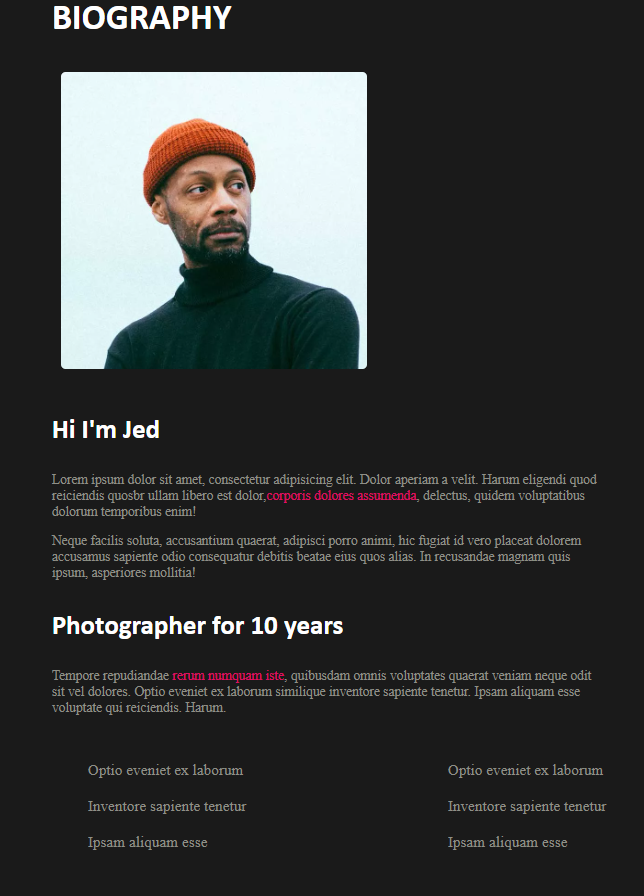 BIOGRAPHY
Hi I'm Jed
Lorem ipsum dolor sit amet, consectetur adipisicing elit. Dolor aperiam a velit. Harum eligendi quod
reiciendis quosbr ullam libero est dolor,corporis dolores assumenda, delectus, quidem voluptatibus
dolorum temporibus enim!
Neque facilis soluta, accusantium quaerat, adipisci porro animi, hic fugiat id vero placeat dolorem
accusamus sapiente odio consequatur debitis beatae eius quos alias. In recusandae magnam quis
ipsum, asperiores mollitia!
Photographer for 10 years
Tempore repudiandae rerum numquam iste, quibusdam omnis voluptates quaerat veniam neque odit
sit vel dolores. Optio eveniet ex laborum similique inventore sapiente tenetur. Ipsam aliquam esse
voluptate qui reiciendis. Harum.
Optio eveniet ex laborum
Optio eveniet ex laborum
Inventore sapiente tenetur
Inventore sapiente tenetur
Ipsam aliquam esse
Ipsam aliquam esse